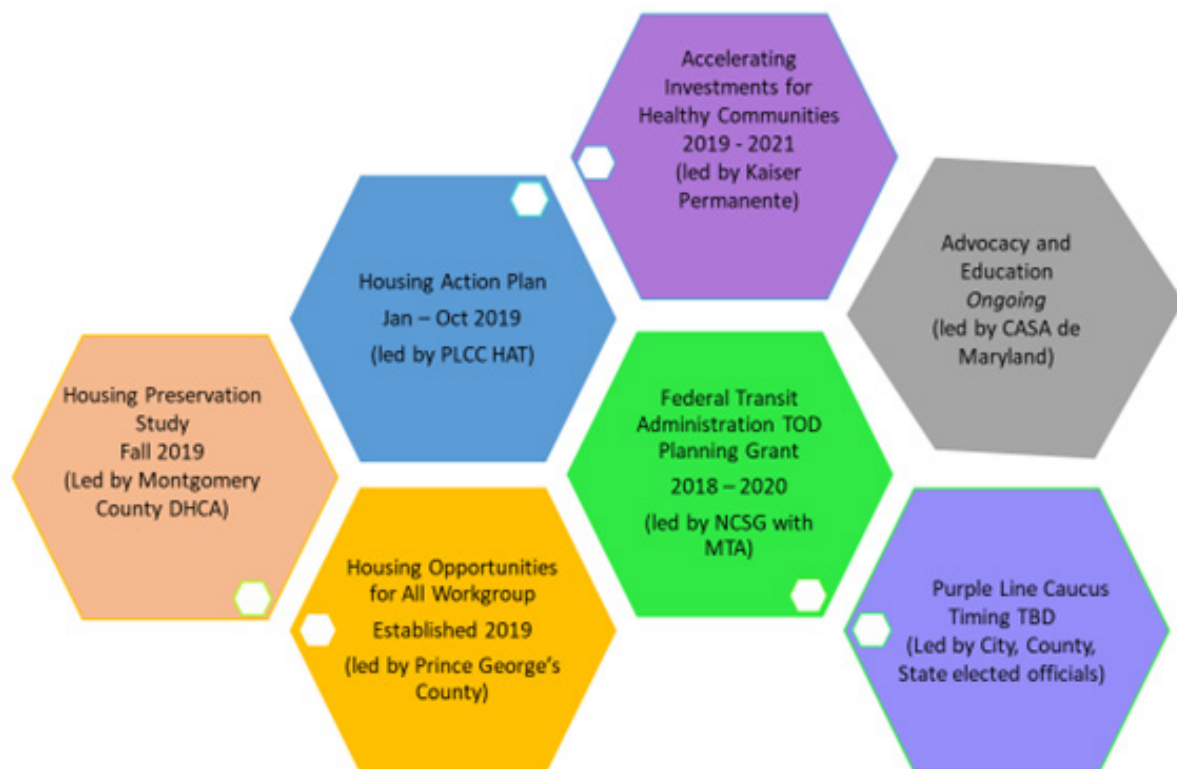 Accelerating
Investments for
Healthy Communities
2019 - 2021
(led by Kaiser
Permanente)
Housing Action Plan
Jan – Oct 2019
(led by PLCC HAT)
Advocacy and
Education
Ongoing
(led by CASA de
Maryland)
Housing Preservation
Study
Fall 2019
(Led by Montgomery
County DHCA)
Federal Transit
Administration TOD
Planning Grant
2018 – 2020
(led by NCSG with
MTA)
Housing Opportunities
for All Workgroup
Established 2019
(led by Prince George’s
County)
Purple Line Caucus
Timing TBD
(Led by City, County,
State elected officials)